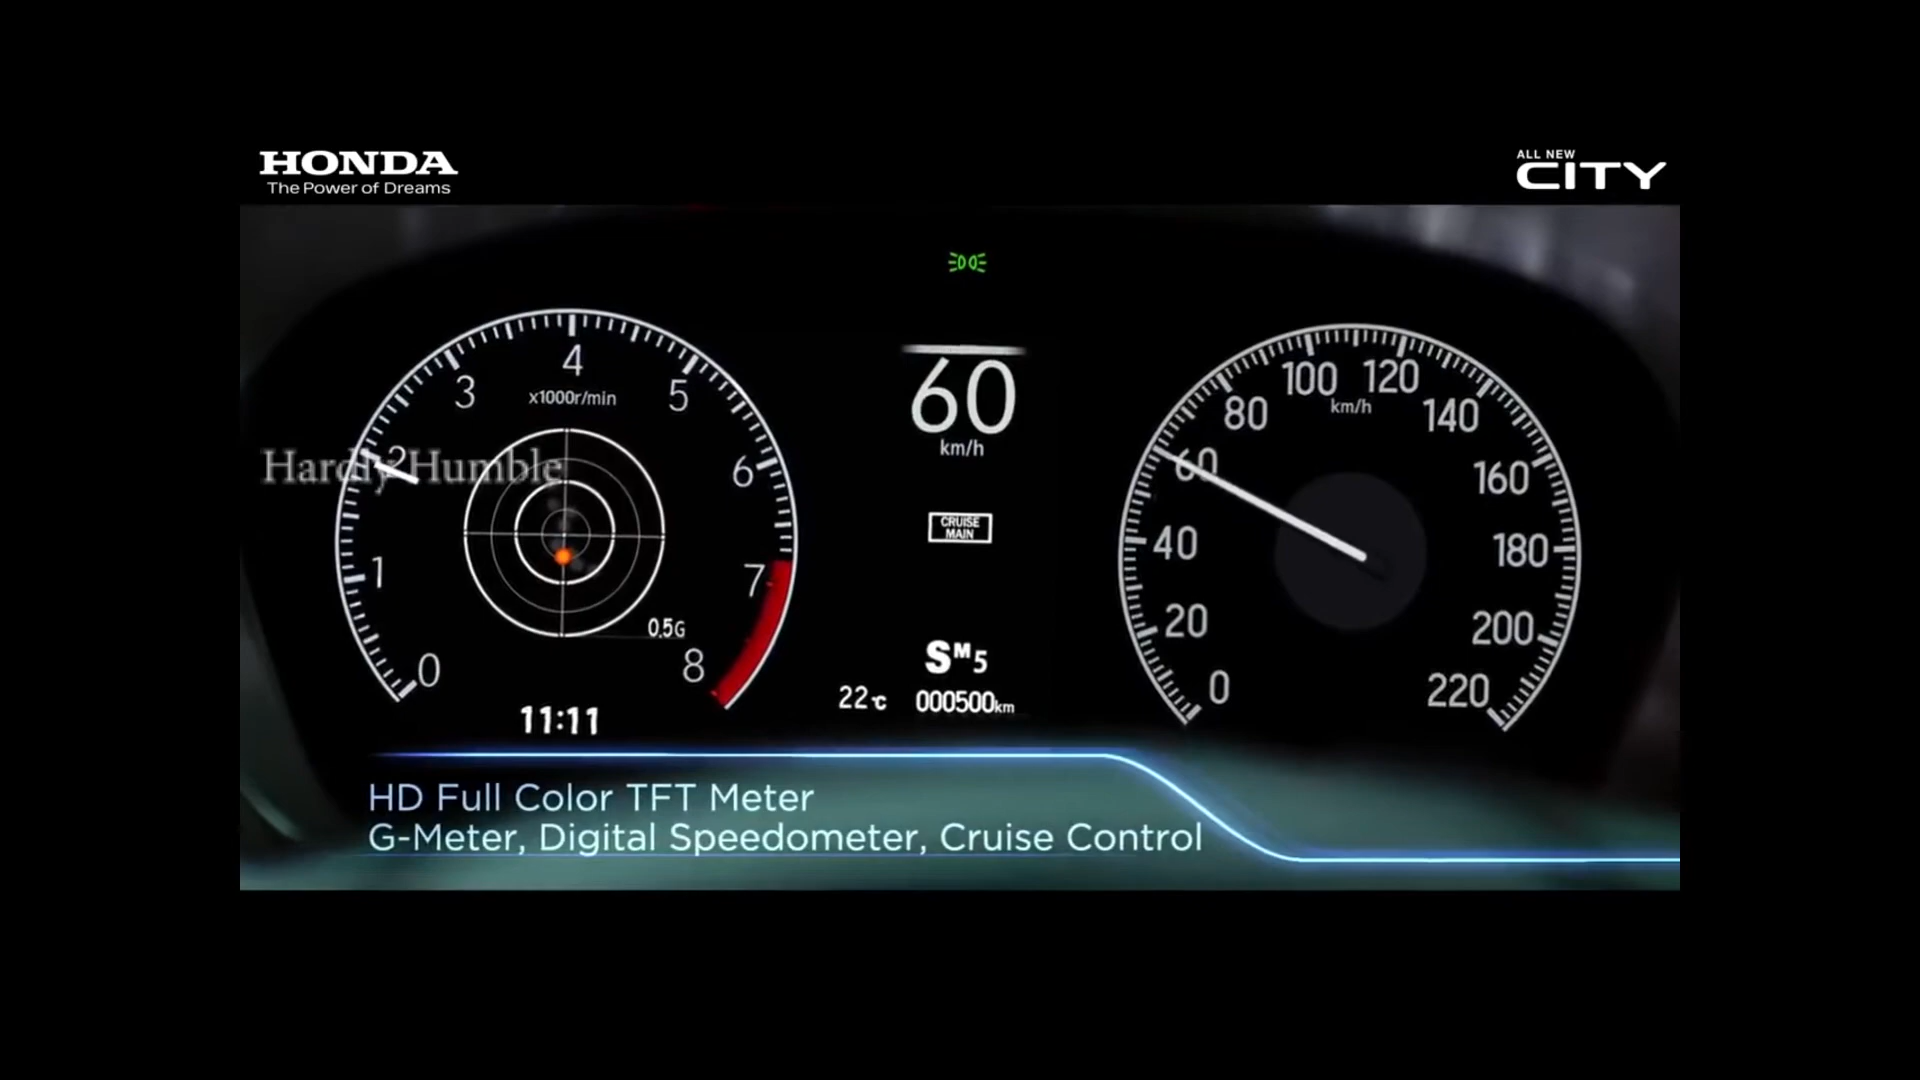 HONDA
The Power of Dreams
ALL NEW
CITY
4
3
5
x1000r/min
2
6
1
7
0.5G
0
8
11:11
Hardly Humble
60
km/h
CRUISE
MAIN
SM5
22°C
000500km
100
120
80
km/h
140
60
160
40
180
20
200
0
220
HD Full Color TFT Meter
G-Meter, Digital Speedometer, Cruise Control